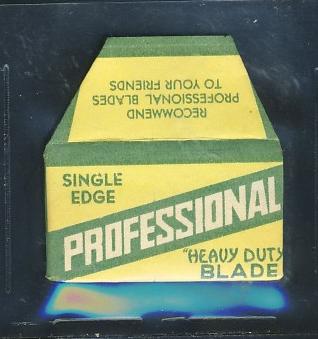 RECOMMEND
PROFESSIONAL BLADES
TO YOUR FRIENDS
SINGLE
EDGE
PROFESSIONAL
"HEAVY DUTY
BLADE